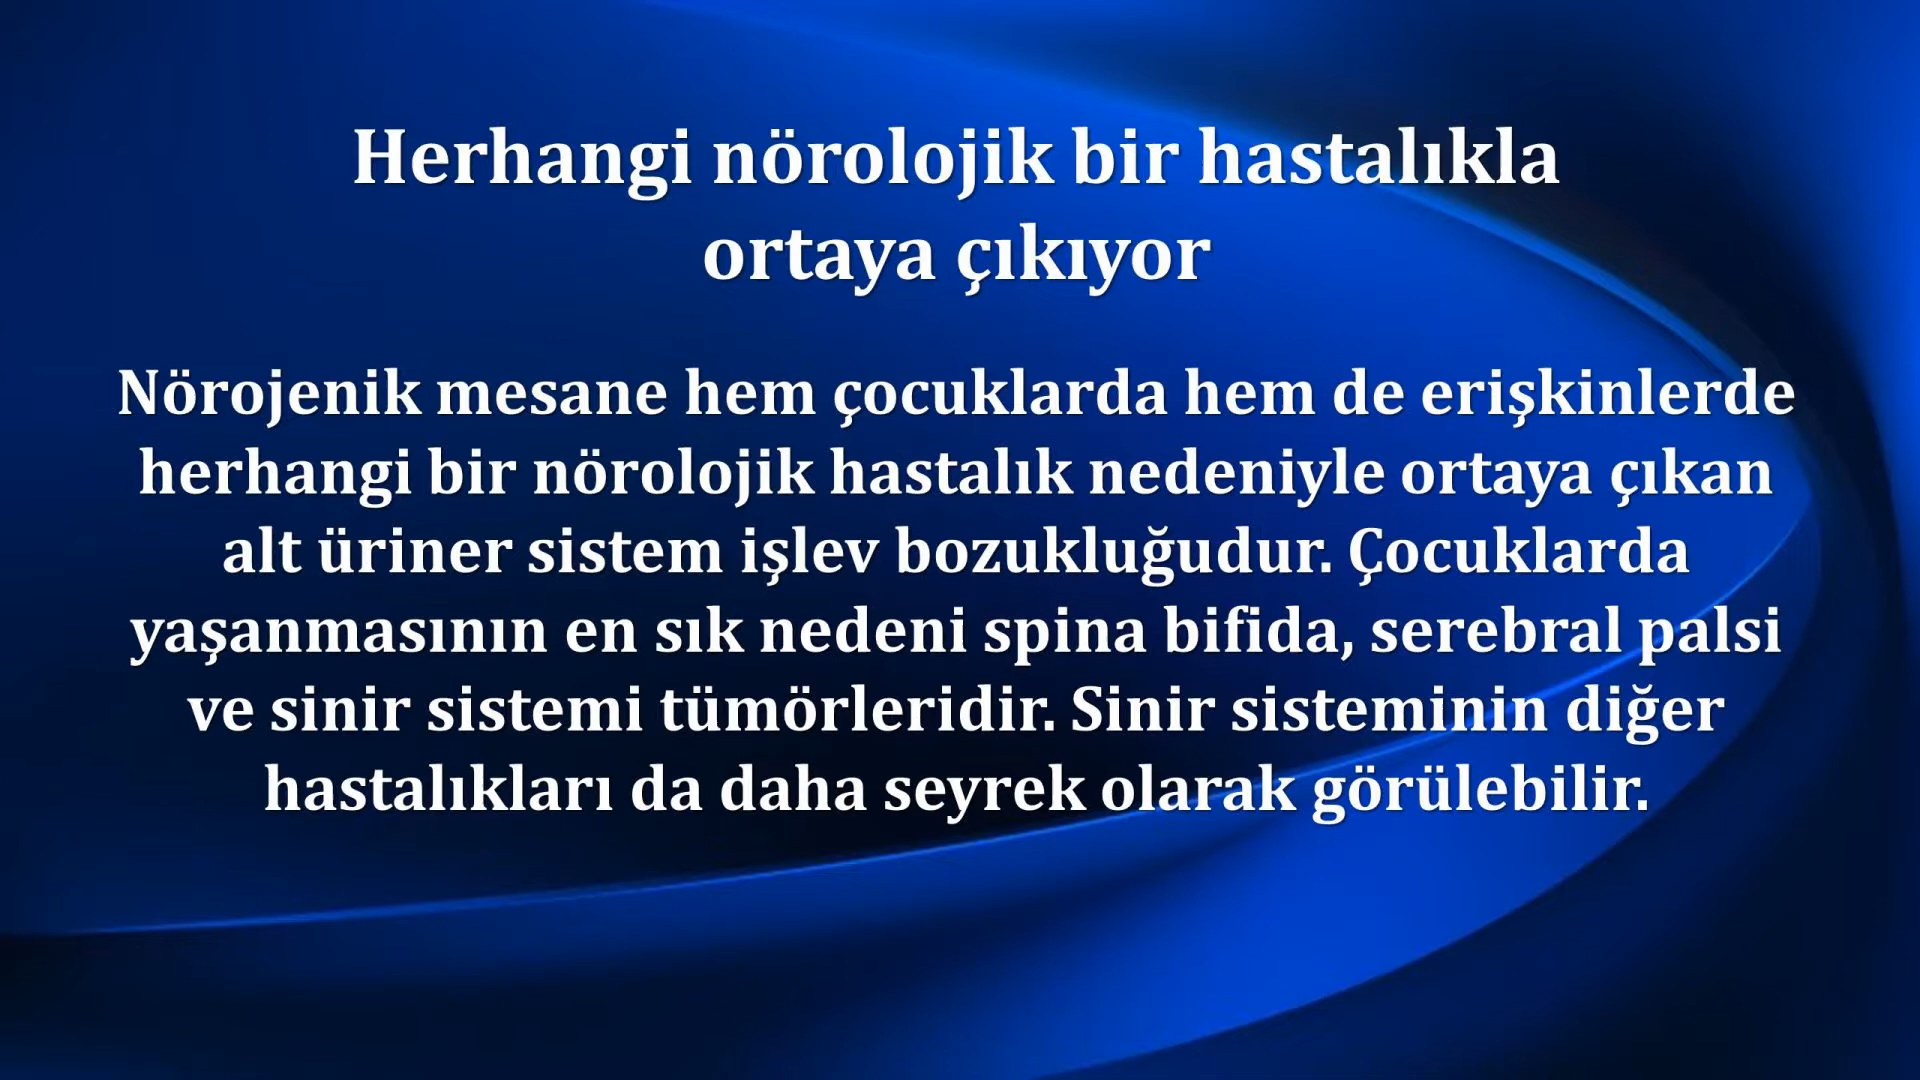 Herhangi nörolojik bir hastalıkla
ortaya çıkıyor
Nörojenik mesane hem çocuklarda hem de erişkinlerde
herhangi bir nörolojik hastalık nedeniyle ortaya çıkan
alt üriner sistem işlev bozukluğudur. Çocuklarda
yaşanmasının en sık nedeni spina bifida, serebral palsi
ve sinir sistemi tümörleridir. Sinir sisteminin diğer
hastalıkları da daha seyrek olarak görülebilir.